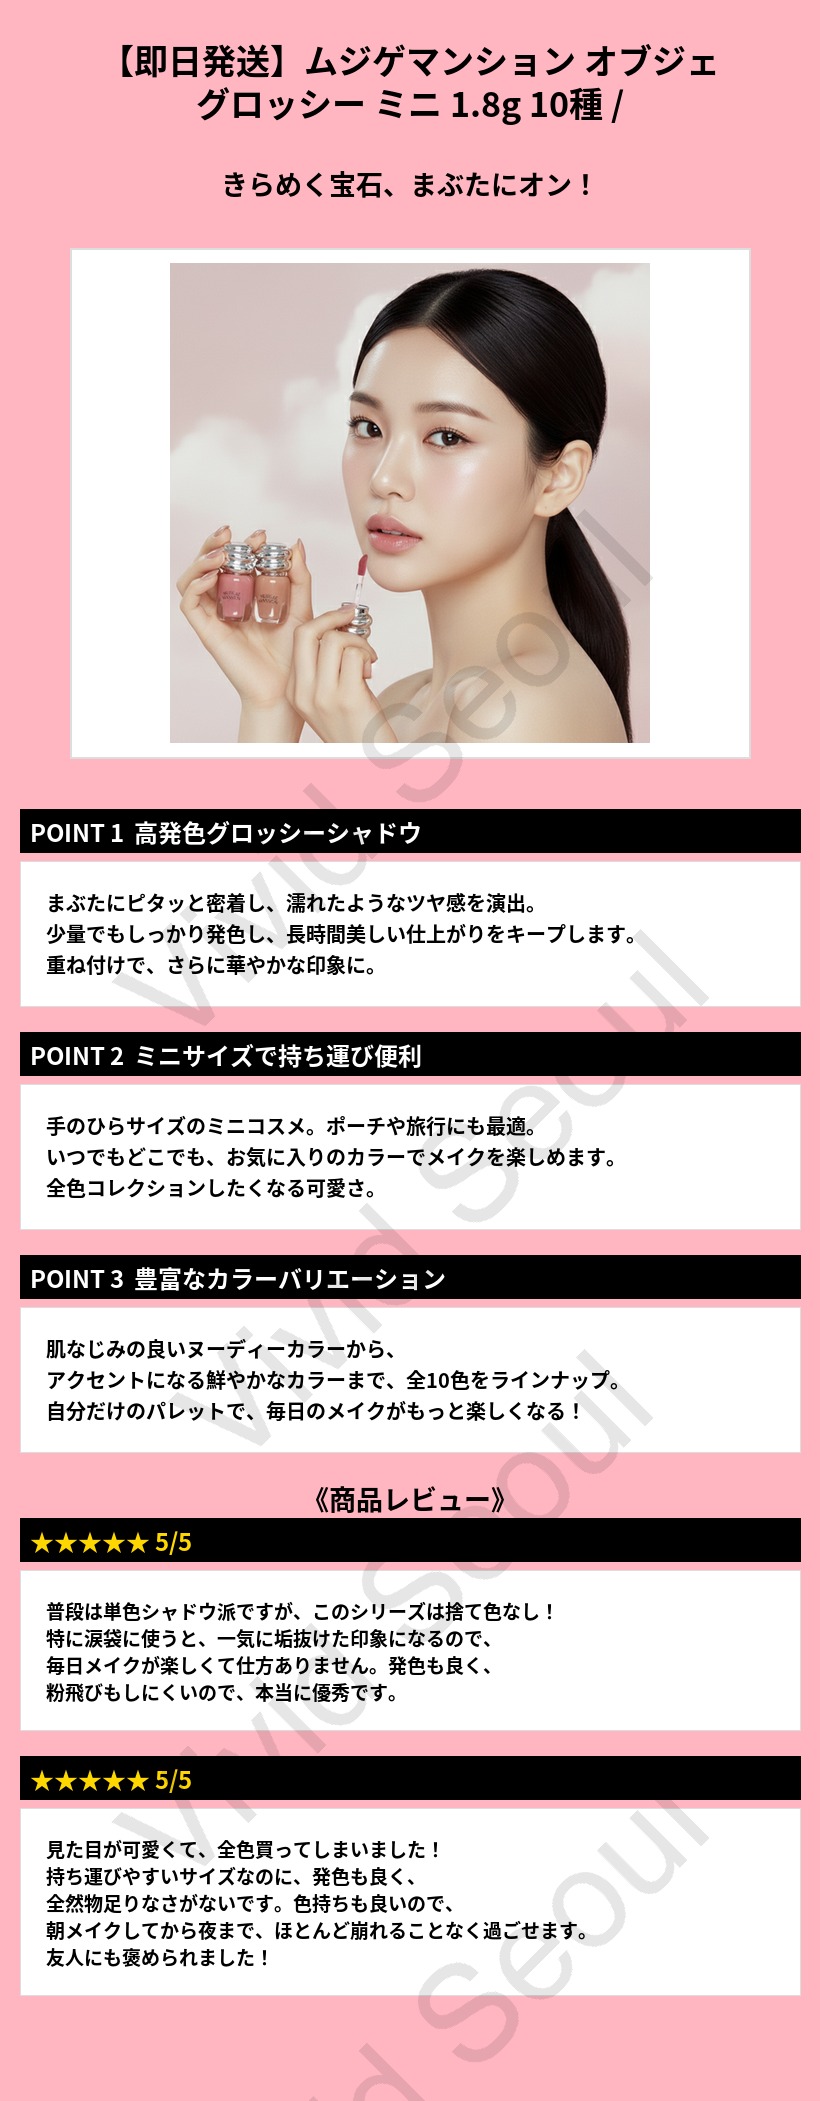 【即日発送】ムジゲマンション オブジェ
グロッシー ミニ 1.8g 10種 /
きらめく宝石、まぶたにオン！
Vivid Seoul
POINT 1 高発色グロッシーシャドウ
まぶたにピタッと密着し、濡れたようなツヤ感を演出。
少量でもしっかり発色し、長時間美しい仕上がりをキープします。
重ね付けで、さらに華やかな印象に。
Vivid Seoul
POINT 2 ミニサイズで持ち運び便利
手のひらサイズのミニコスメ。ポーチや旅行にも最適。
いつでもどこでも、お気に入りのカラーでメイクを楽しめます。
全色コレクションしたくなる可愛さ。
POINT 3 豊富なカラーバリエーション
肌なじみの良いヌーディーカラーから、
アクセントになる鮮やかなカラーまで、全10色をラインナップ。
自分だけのパレットで、毎日のメイクがもっと楽しくなる！
Vivid Seoul
《商品レビュー》
★★★★★ 5/5
普段は単色シャドウ派ですが、このシリーズは捨て色なし！
特に涙袋に使うと、一気に垢抜けた印象になるので、
毎日メイクが楽しくて仕方ありません。発色も良く、
粉飛びもしにくいので、本当に優秀です。
★★★★★ 5/5
見た目が可愛くて、全色買ってしまいました！
持ち運びやすいサイズなのに、発色も良く、
全然物足りなさがないです。色持ちも良いので、
朝メイクしてから夜まで、ほとんど崩れることなく過ごせます。
友人にも褒められました！
d Seoul